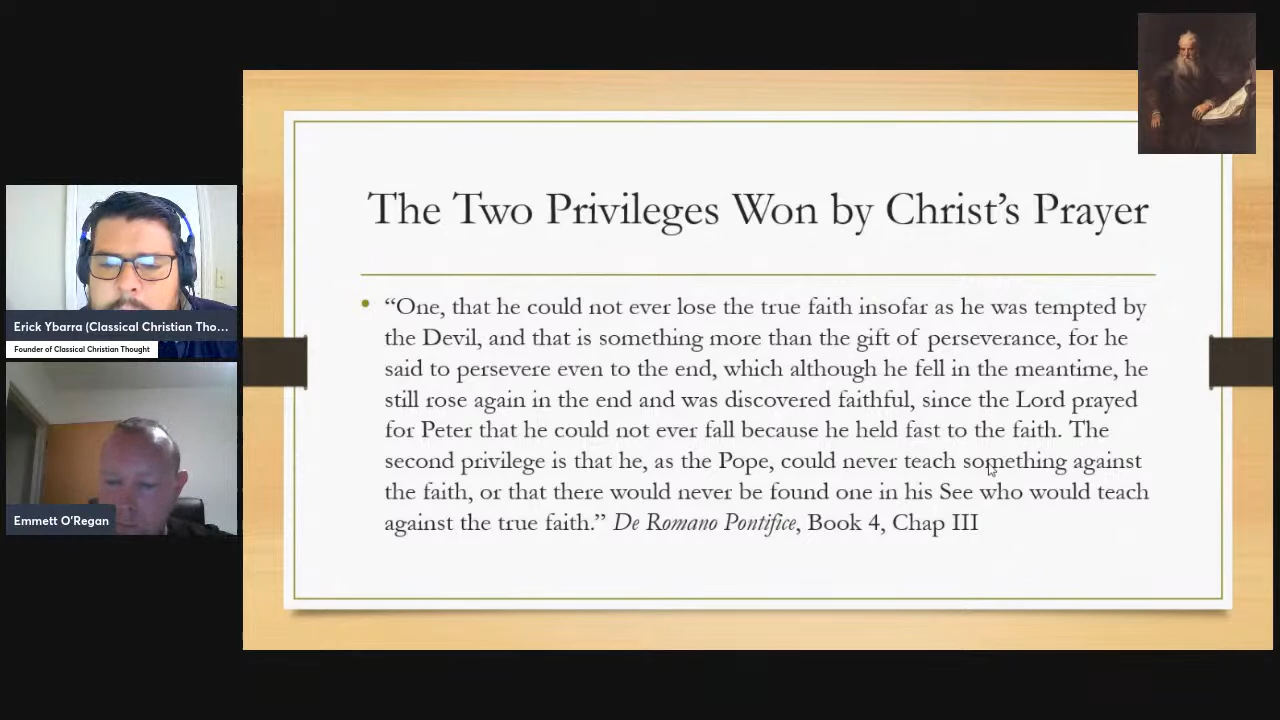 The Two Privileges Won by Christ's Prayer
• “One, that he could not ever lose the true faith insofar as he was tempted by
the Devil, and that is something more than the gift of perseverance, for he
said to persevere even to the end, which although he fell in the meantime, he
still rose again in the end and was discovered faithful, since the Lord prayed
for Peter that he could not ever fall because he held fast to the faith. The
second privilege is that he, as the Pope, could never teach something against
the faith, or that there would never be found one in his See who would teach
against the true faith.” De Romano Pontifice, Book 4, Chap III
Erick Ybarra (Classical Christian Tho...
Founder of Classical Christian Thought
Emmett O'Regan